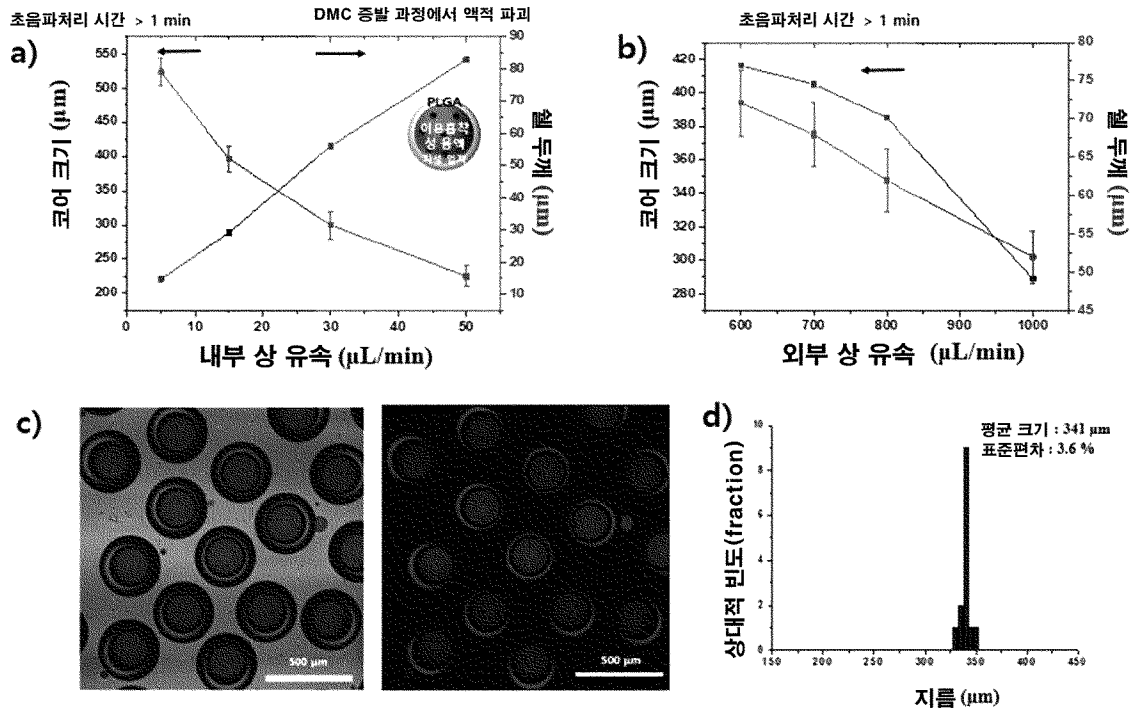 초음파처리 시간 > 1 min
DMC 증발 과정에서 액적 파괴
초음파처리 시간 > 1 min
a)
코어 크기 (μm)
550
500
450
400
350
300
250
200
90
80
70
60
50
40
30
20
10
쉘 두께 (μm)
PLGA
0
10
20
30
40
50
내부 상 유속 (μL/min)
b)
코어 크기 (μm)
420
400
380
360
340
320
300
280
80
75
70
65
60
55
50
45
쉘 두께 (μm)
600
700
800
900
1000
외부 상 유속 (μL/min)
c)
500 μm
500 μm
d)
평균 크기 : 341 μm
표준편차 : 3.6 %
상대적 빈도(fraction)
10
8
6
4
2
0
150
200
250
300
350
400
450
지름 (μm)